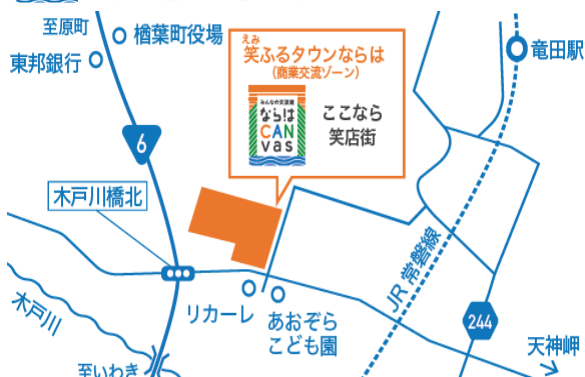 至原町
楢葉町役場
東邦銀行
えみ
笑ふるタウンならは
(商業交流ゾーン)
みんなの交流館
ならは
CAN
vas
ここなら
笑店街
竜田駅
6
木戸川橋北
木戸川
リカーレ
あおぞら
こども園
JR常磐線
244
天神岬
至いわき